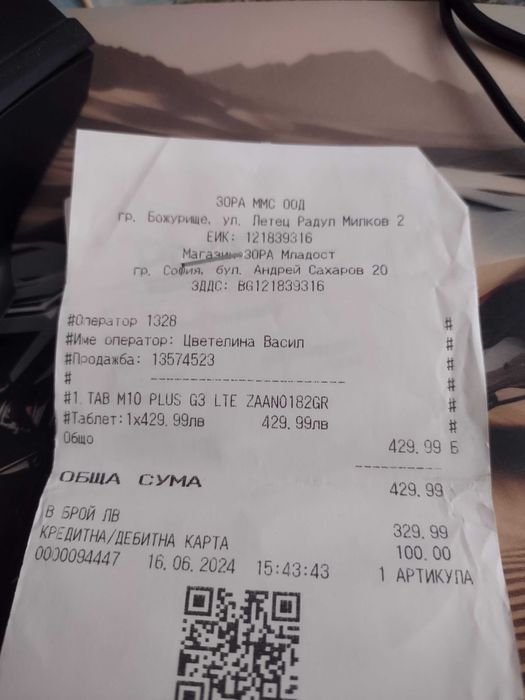 ЗОРА ММС ООД
гр. Божурище, ул. Летец Радул Милков 2
ЕИК: 121839316
Магазин ЗОРА Младост
гр. София, бул. Андрей Сахаров 20
ЗДДС: BG121839316
#Оператор 1328 #
#Име оператор: Цветелина Васил #
#Продажба: 13574523 #
# -------------------- #
#1. TAB M10 PLUS G3 LTE ZAAN0182GR #
#Таблет:1x429.99лв 429.99лв #
Общо 429.99 Б
----------
ОБЩА СУМА 429.99
В БРОЙ ЛВ 329.99
КРЕДИТНА/ДЕБИТНА КАРТА 100.00
0000094447 16.06.2024 15:43:43 1 АРТИКУЛА